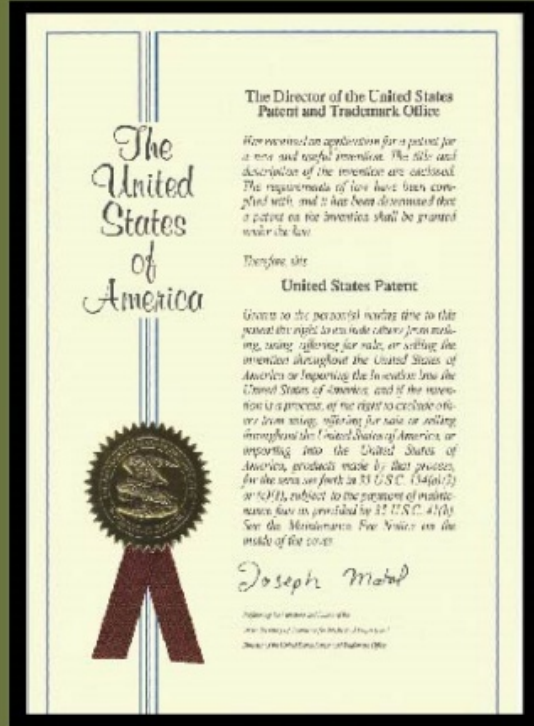 The
United
States
of
America
The Director of the United States
Patent and Trademark Office
Has received an application for a patent for
a new and useful invention. The title and
description of the invention are enclosed.
The requirements of law have been com-
plied with, and it has been determined that
a patent on the invention shall be granted
under the law.
Therefore, this
United States Patent
Grants to the person(s) having title to this
patent the right to exclude others from mak-
ing, using, offering for sale, or selling the
invention throughout the United States of
America or importing the invention into the
United States of America, and if the inven-
tion is a process, of the right to exclude oth-
ers from using, offering for sale or selling
throughout the United States of America, or
importing into the United States of
America, products made by that process,
for the term set forth in 35 U.S.C. 154(a)(2)
or (c)(1), subject to the payment of mainte-
nance fees as provided by 35 U.S.C. 41(b).
See the Maintenance Fee Notice on the
inside of the cover.
Joseph Matal
Director of the United States Patent and Trademark Office